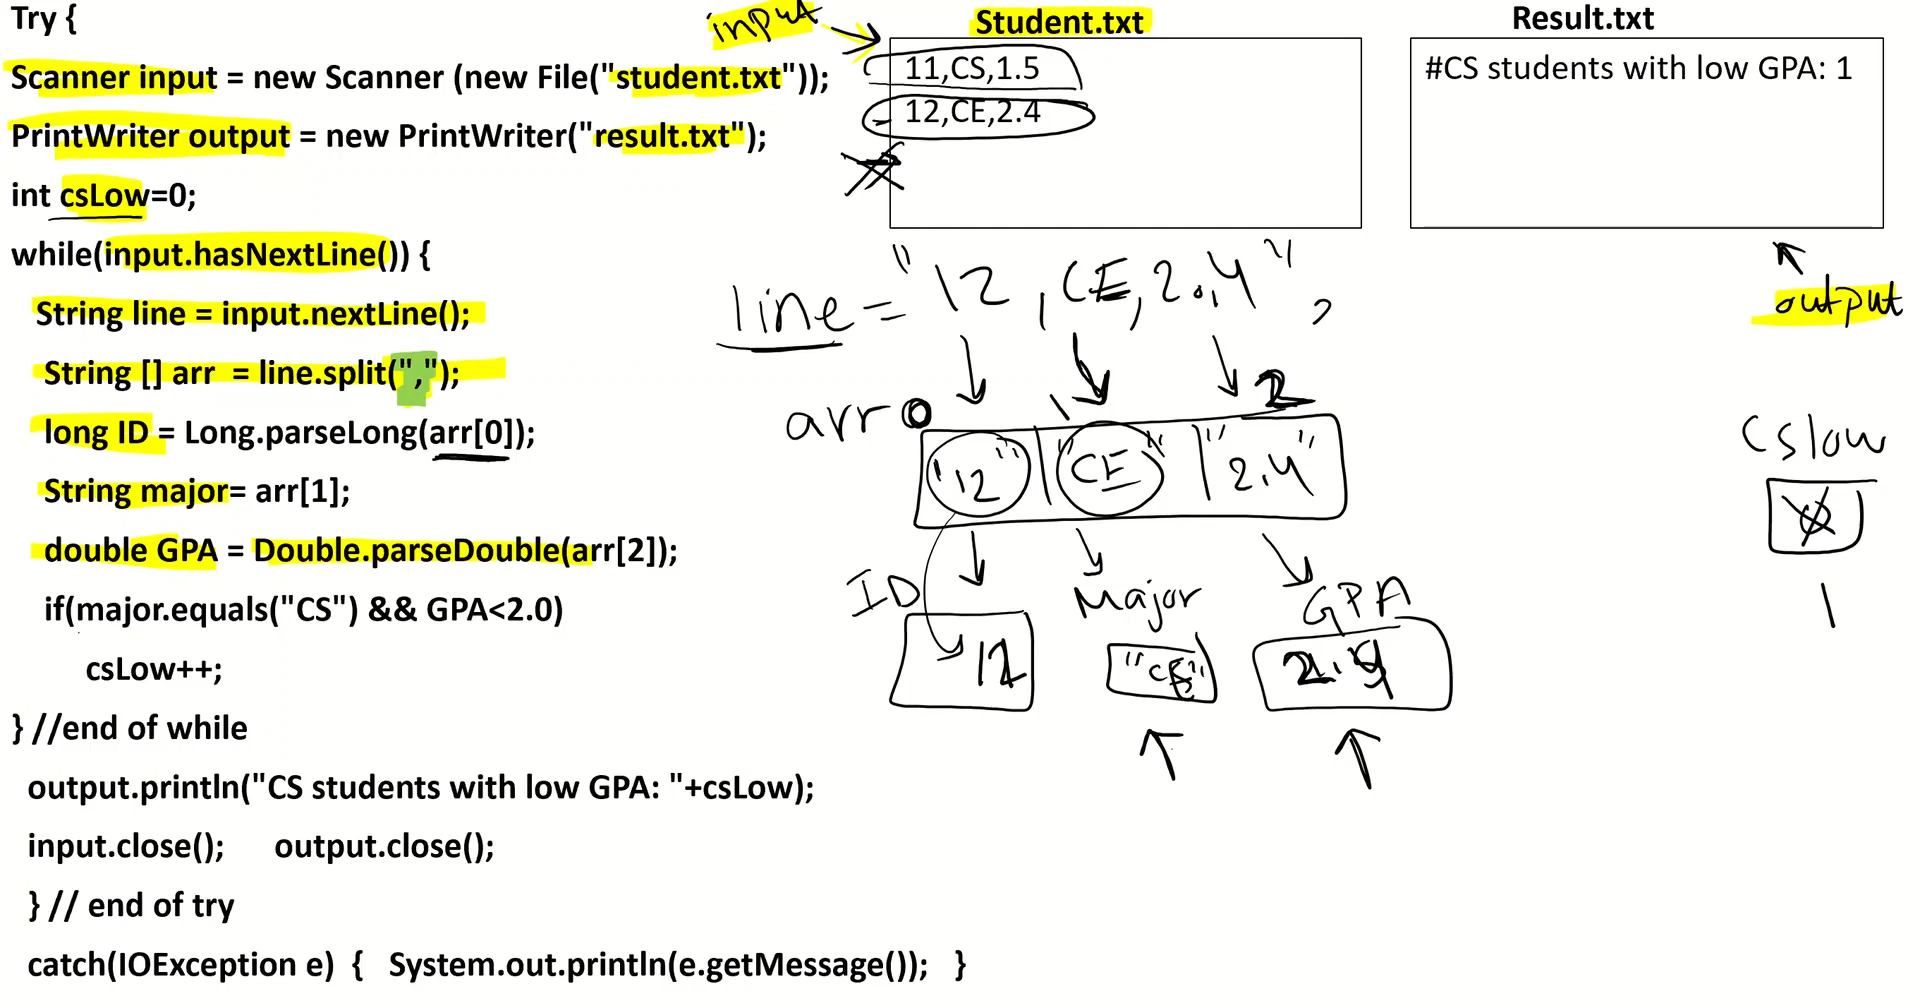 Try {
Scanner input = new Scanner (new File("student.txt"));
PrintWriter output = new PrintWriter("result.txt");
int csLow=0;
while(input.hasNextLine()) {
String line = input.nextLine();
String [] arr = line.split(",");
long ID = Long.parseLong(arr[0]);
String major= arr[1];
double GPA = Double.parseDouble(arr[2]);
if(major.equals("CS") && GPA<2.0)
csLow++;
} //end of while
output.println("CS students with low GPA: "+csLow);
input.close(); output.close();
} // end of try
catch(IOException e) { System.out.println(e.getMessage()); }
input
Student.txt
11,CS,1.5
12,CE,2.4
Result.txt
#CS students with low GPA: 1
output
line = "12, CE, 2.4",
arr 0 1 2
"12" "CE" "2.4"
ID Major GPA
12 "CE" 2.4
cslow
0
1